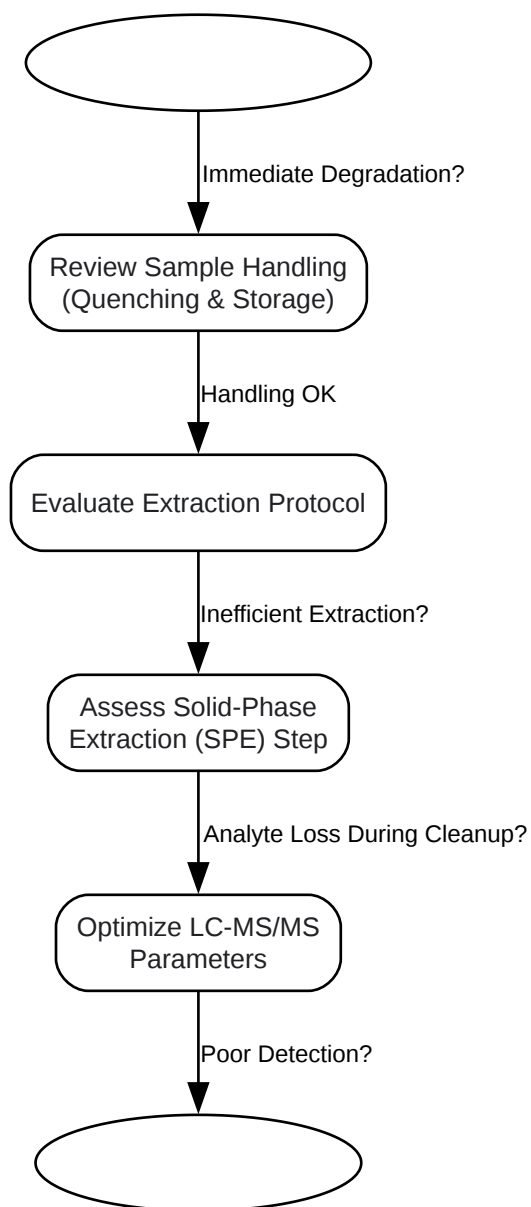 Immediate Degradation?
Review Sample Handling
(Quenching & Storage)
Handling OK
Evaluate Extraction Protocol
Inefficient Extraction?
Assess Solid-Phase
Extraction (SPE) Step
Analyte Loss During Cleanup?
Optimize LC-MS/MS
Parameters
Poor Detection?